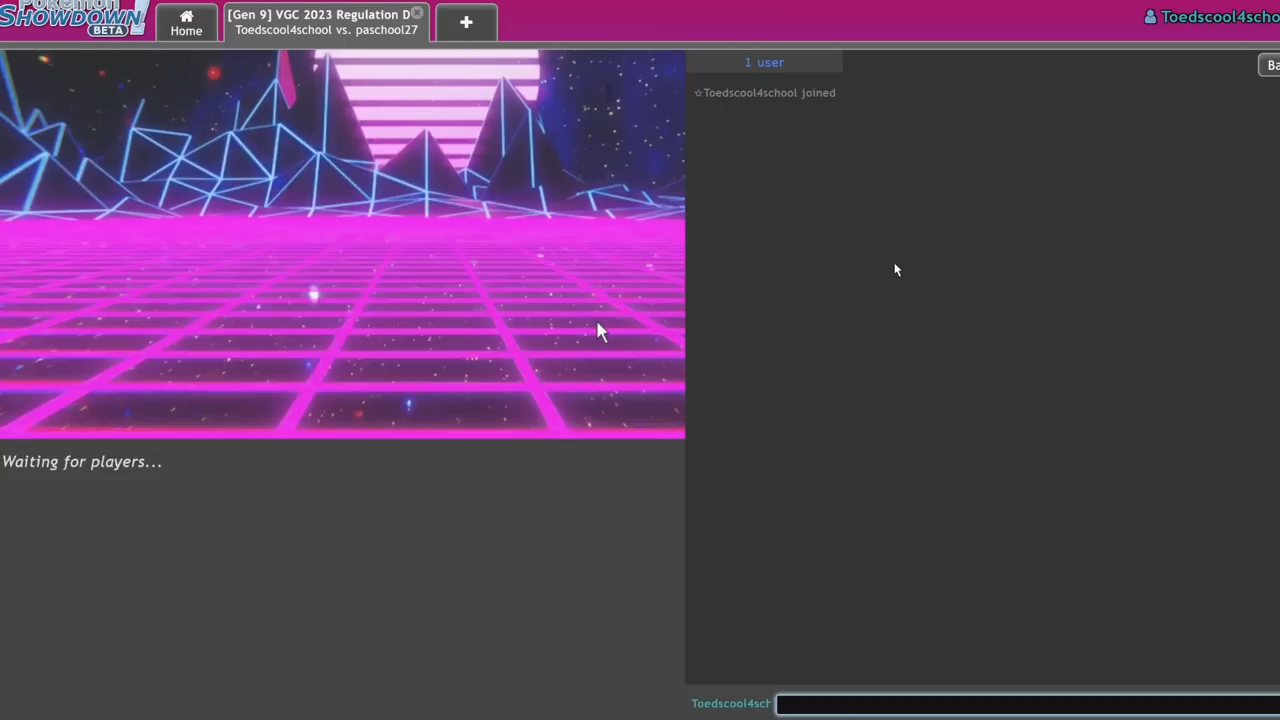 Pokémon
SHOWDOWN!
BETA
Home
[Gen 9] VGC 2023 Regulation D
Toedscool4school vs. paschool27
Toedscool4scho
1 user
Ba
☆Toedscool4school joined
Waiting for players...
Toedscool4sch